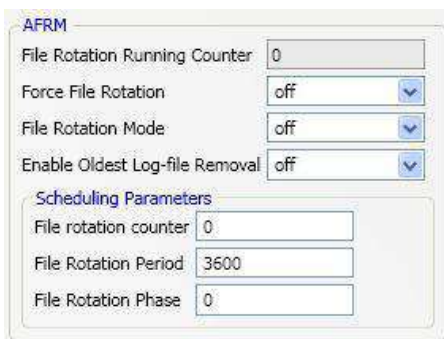 AFRM
File Rotation Running Counter 0
Force File Rotation off
File Rotation Mode off
Enable Oldest Log-file Removal off
Scheduling Parameters
File rotation counter 0
File Rotation Period 3600
File Rotation Phase 0